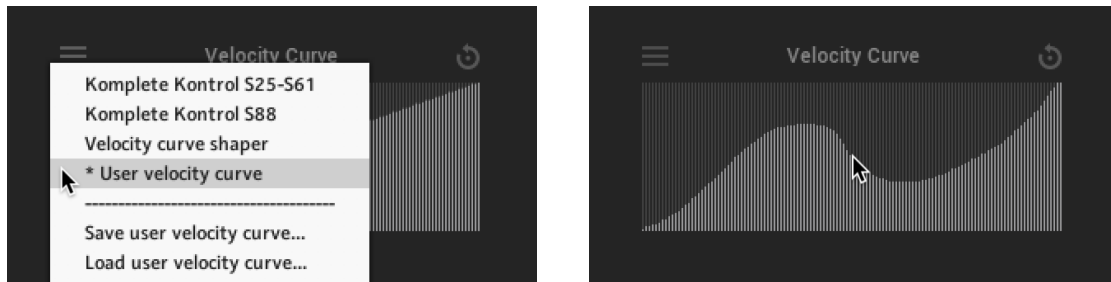 Velocity Curve
Komplete Kontrol S25-S61
Komplete Kontrol S88
Velocity curve shaper
* User velocity curve
--------------------------------------
Save user velocity curve...
Load user velocity curve...
Velocity Curve